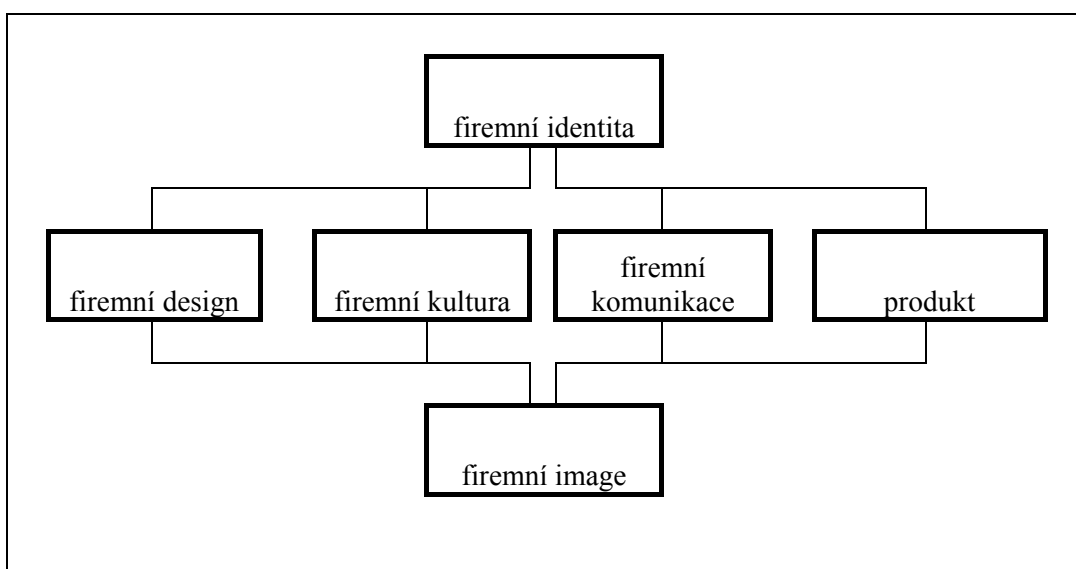 firemní identita
firemní design
firemní kultura
firemní
komunikace
produkt
firemní image